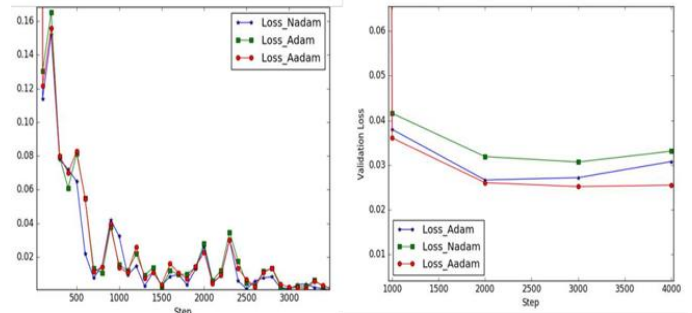 0.16
0.14
0.12
0.10
0.08
0.06
0.04
0.02
Loss_Nadam
Loss_Adam
Loss_Aadam
500 1000 1500 2000 2500 3000
Step
0.06
0.05
0.04
0.03
0.02
0.01
Validation Loss
Loss_Adam
Loss_Nadam
Loss_Aadam
1000 1500 2000 2500 3000 3500 4000
Step